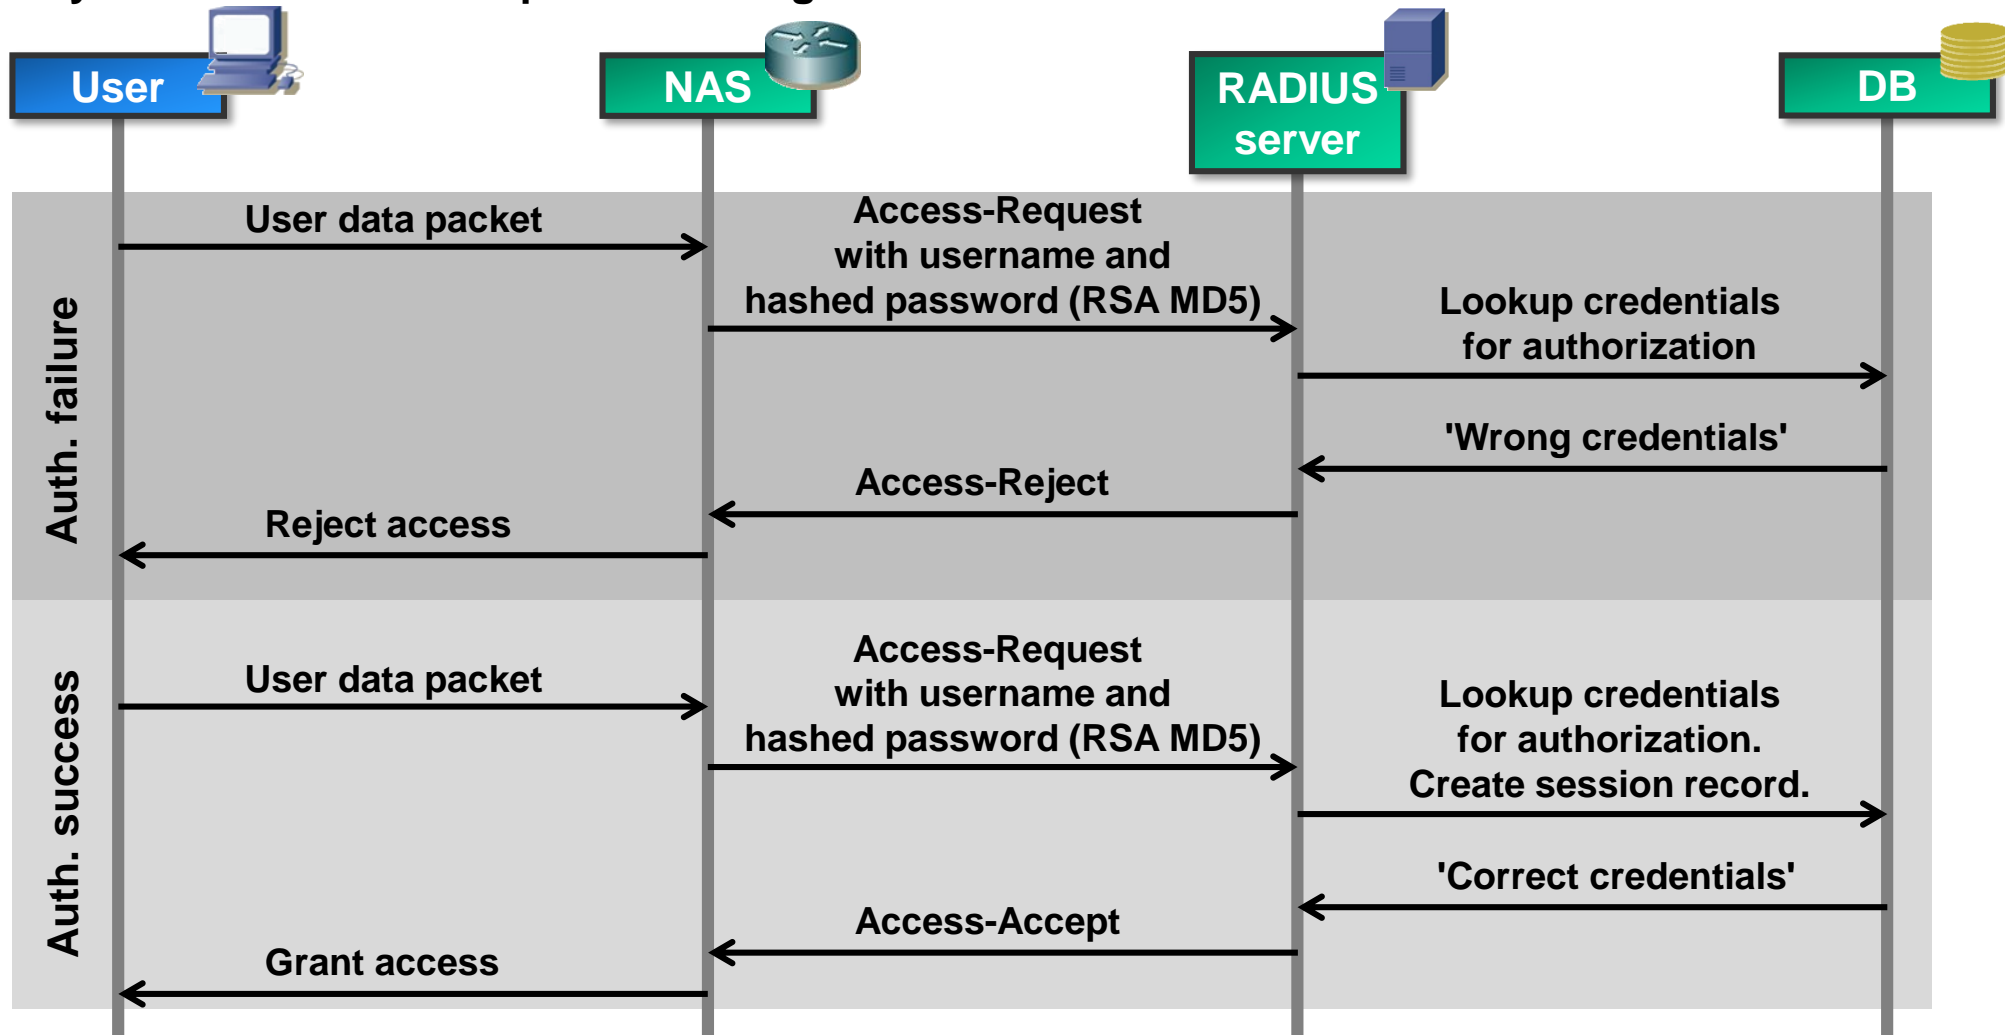 User
NAS
RADIUS
server
DB
Auth. failure
User data packet
Access-Request
with username and
hashed password (RSA MD5)
Lookup credentials
for authorization
'Wrong credentials'
Access-Reject
Reject access
Auth. success
User data packet
Access-Request
with username and
hashed password (RSA MD5)
Lookup credentials
for authorization.
Create session record.
'Correct credentials'
Access-Accept
Grant access